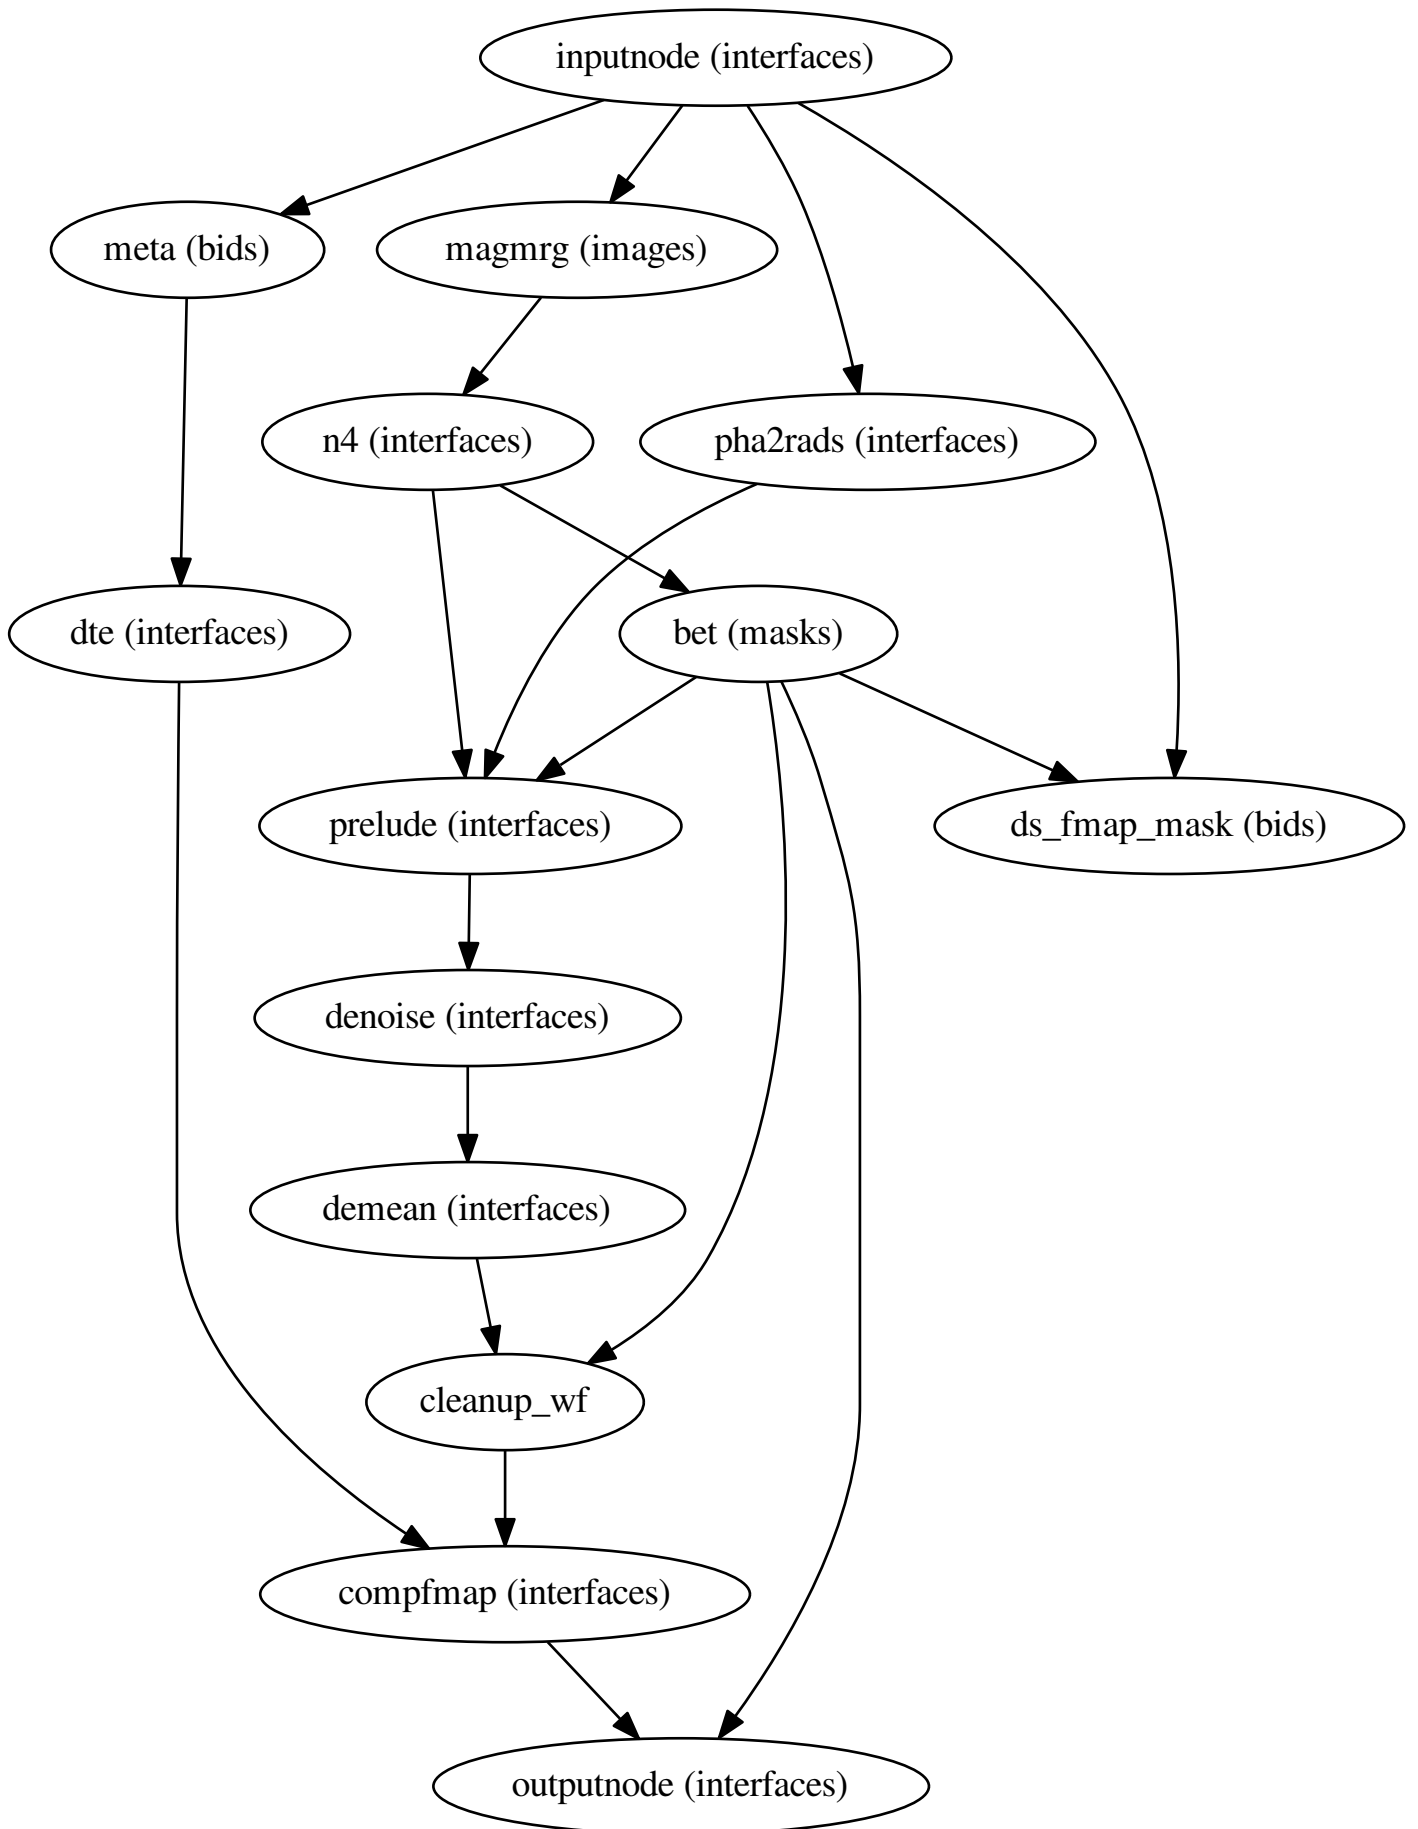 inputnode (interfaces)
meta (bids)
magmrg (images)
n4 (interfaces)
pha2rads (interfaces)
dte (interfaces)
bet (masks)
prelude (interfaces)
ds_fmap_mask (bids)
denoise (interfaces)
demean (interfaces)
cleanup_wf
compfmap (interfaces)
outputnode (interfaces)